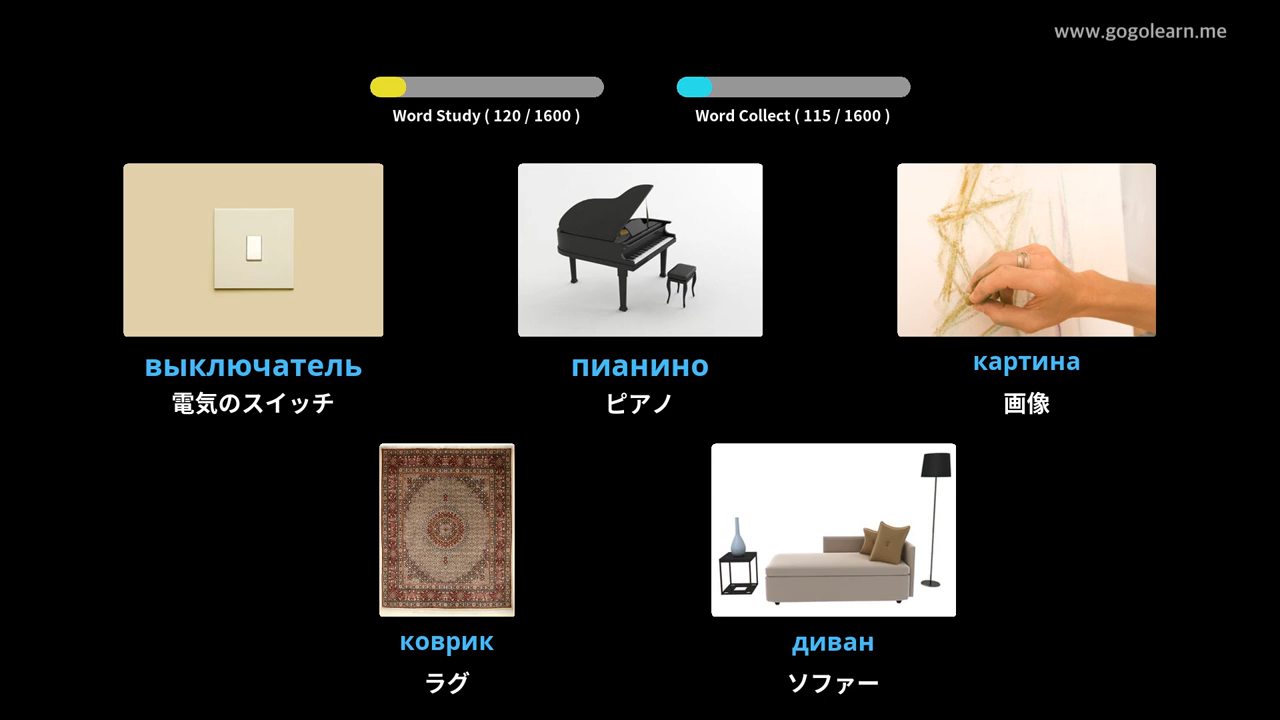 www.gogolearn.me
Word Study ( 120 / 1600 )
Word Collect ( 115 / 1600 )
выключатель
電気のスイッチ
пианино
ピアノ
картина
画像
коврик
ラグ
диван
ソファー